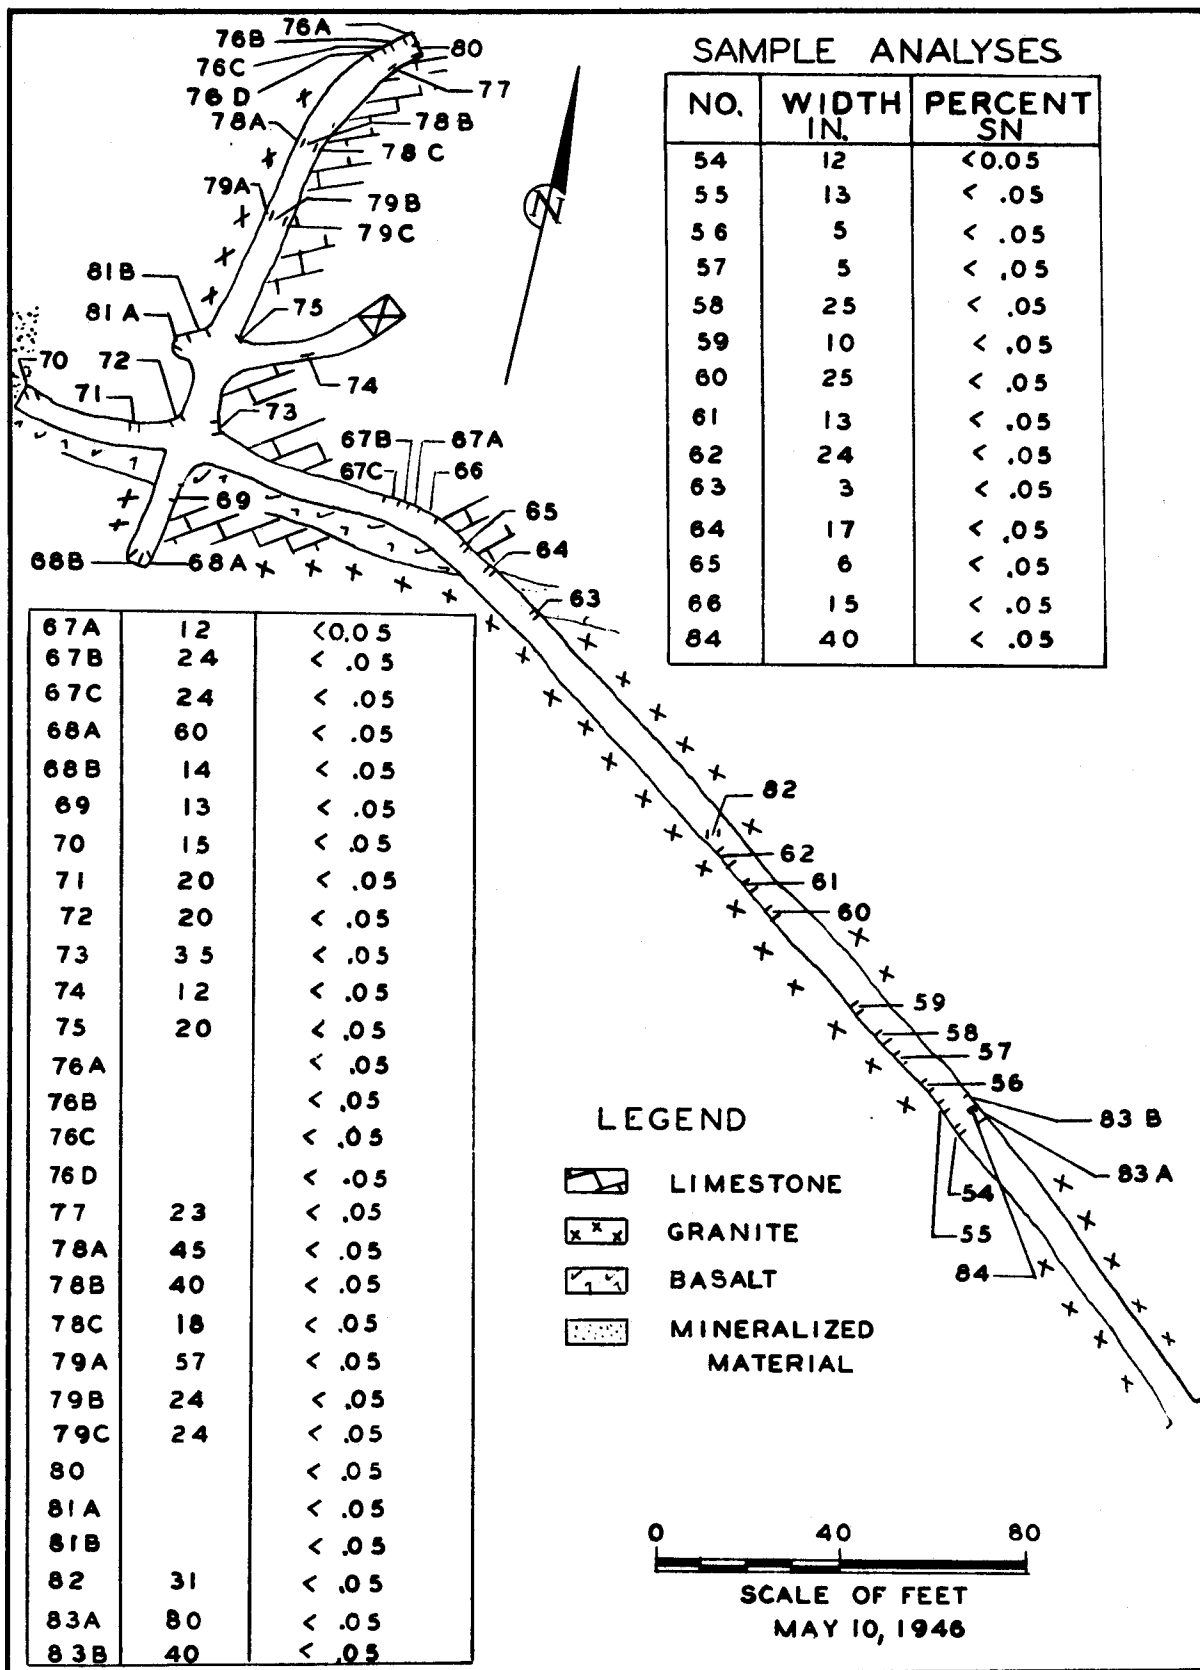 76A
76B
80
76C
77
76D
78A
78B
78C
79A
79B
79C
81B
81A
75
70
72
71
74
73
67B
67A
67C
66
69
65
64
68B
68A
63
82
62
61
60
59
58
57
56
83B
83A
54
55
84
N
SAMPLE ANALYSES
NO. WIDTH IN. PERCENT SN
54 12 <0.05
55 13 < .05
56 5 < .05
57 5 < .05
58 25 < .05
59 10 < .05
60 25 < .05
61 13 < .05
62 24 < .05
63 3 < .05
64 17 < .05
65 6 < .05
66 15 < .05
84 40 < .05
67A 12 <0.05
67B 24 < .05
67C 24 < .05
68A 60 < .05
68B 14 < .05
69 13 < .05
70 15 < .05
71 20 < .05
72 20 < .05
73 35 < .05
74 12 < .05
75 20 < .05
76A < .05
76B < .05
76C < .05
76D < .05
77 23 < .05
78A 45 < .05
78B 40 < .05
78C 18 < .05
79A 57 < .05
79B 24 < .05
79C 24 < .05
80 < .05
81A < .05
81B < .05
82 31 < .05
83A 80 < .05
83B 40 < .05
LEGEND
LIMESTONE
GRANITE
BASALT
MINERALIZED
MATERIAL
0 40 80
SCALE OF FEET
MAY 10, 1946